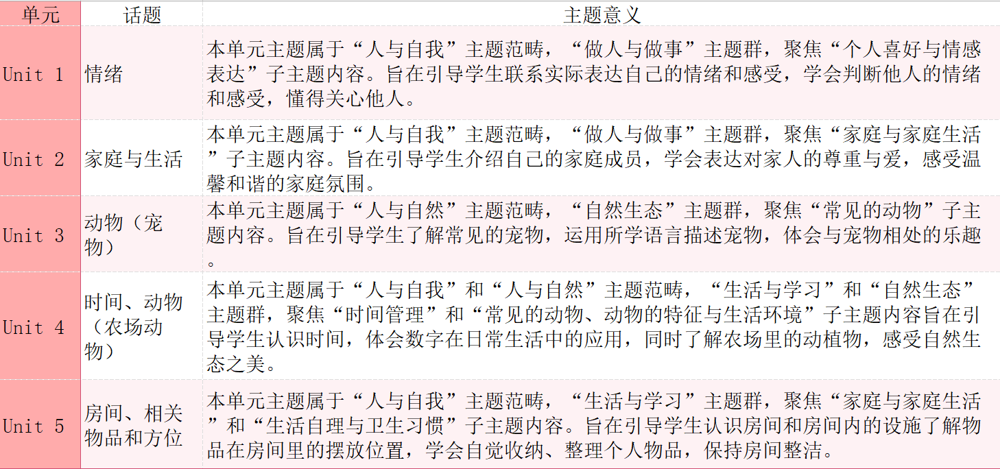 单元 话题 主题意义
Unit 1 情绪
本单元主题属于“人与自我”主题范畴，“做人与做事”主题群，聚焦“个人喜好与情感
表达”子主题内容。旨在引导学生联系实际表达自己的情绪和感受，学会判断他人的情绪
和感受，懂得关心他人。
Unit 2 家庭与生活
本单元主题属于“人与自我”主题范畴，“做人与做事”主题群，聚焦“家庭与家庭生活
”子主题内容。旨在引导学生介绍自己的家庭成员，学会表达对家人的尊重与爱，感受温
馨和谐的家庭氛围。
Unit 3
动物（宠
物）
本单元主题属于“人与自然”主题范畴，“自然生态”主题群，聚焦“常见的动物”子主
题内容。旨在引导学生了解常见的宠物，运用所学语言描述宠物，体会与宠物相处的乐趣
。
Unit 4
时间、动物
（农场动
物）
本单元主题属于“人与自我”和“人与自然”主题范畴，“生活与学习”和“自然生态”
主题群，聚焦“时间管理”和“常见的动物、动物的特征与生活环境”子主题内容旨在引
导学生认识时间，体会数字在日常生活中的应用，同时了解农场里的动植物，感受自然生
态之美。
Unit 5
房间、相关
物品和方位
本单元主题属于“人与自我”主题范畴，“生活与学习”主题群，聚焦“家庭与家庭生活
”和“生活自理与卫生习惯”子主题内容。旨在引导学生认识房间和房间内的设施了解物
品在房间里的摆放位置，学会自觉收纳、整理个人物品，保持房间整洁。